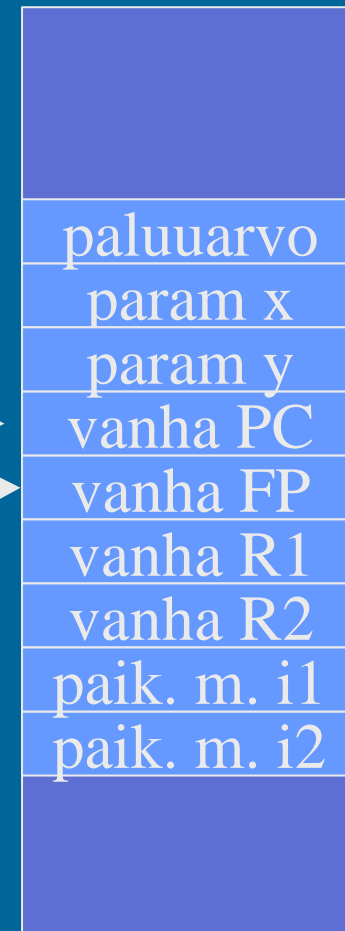 paluuarvo
param x
param y
vanha PC
vanha FP
vanha R1
vanha R2
paik. m. i1
paik. m. i2